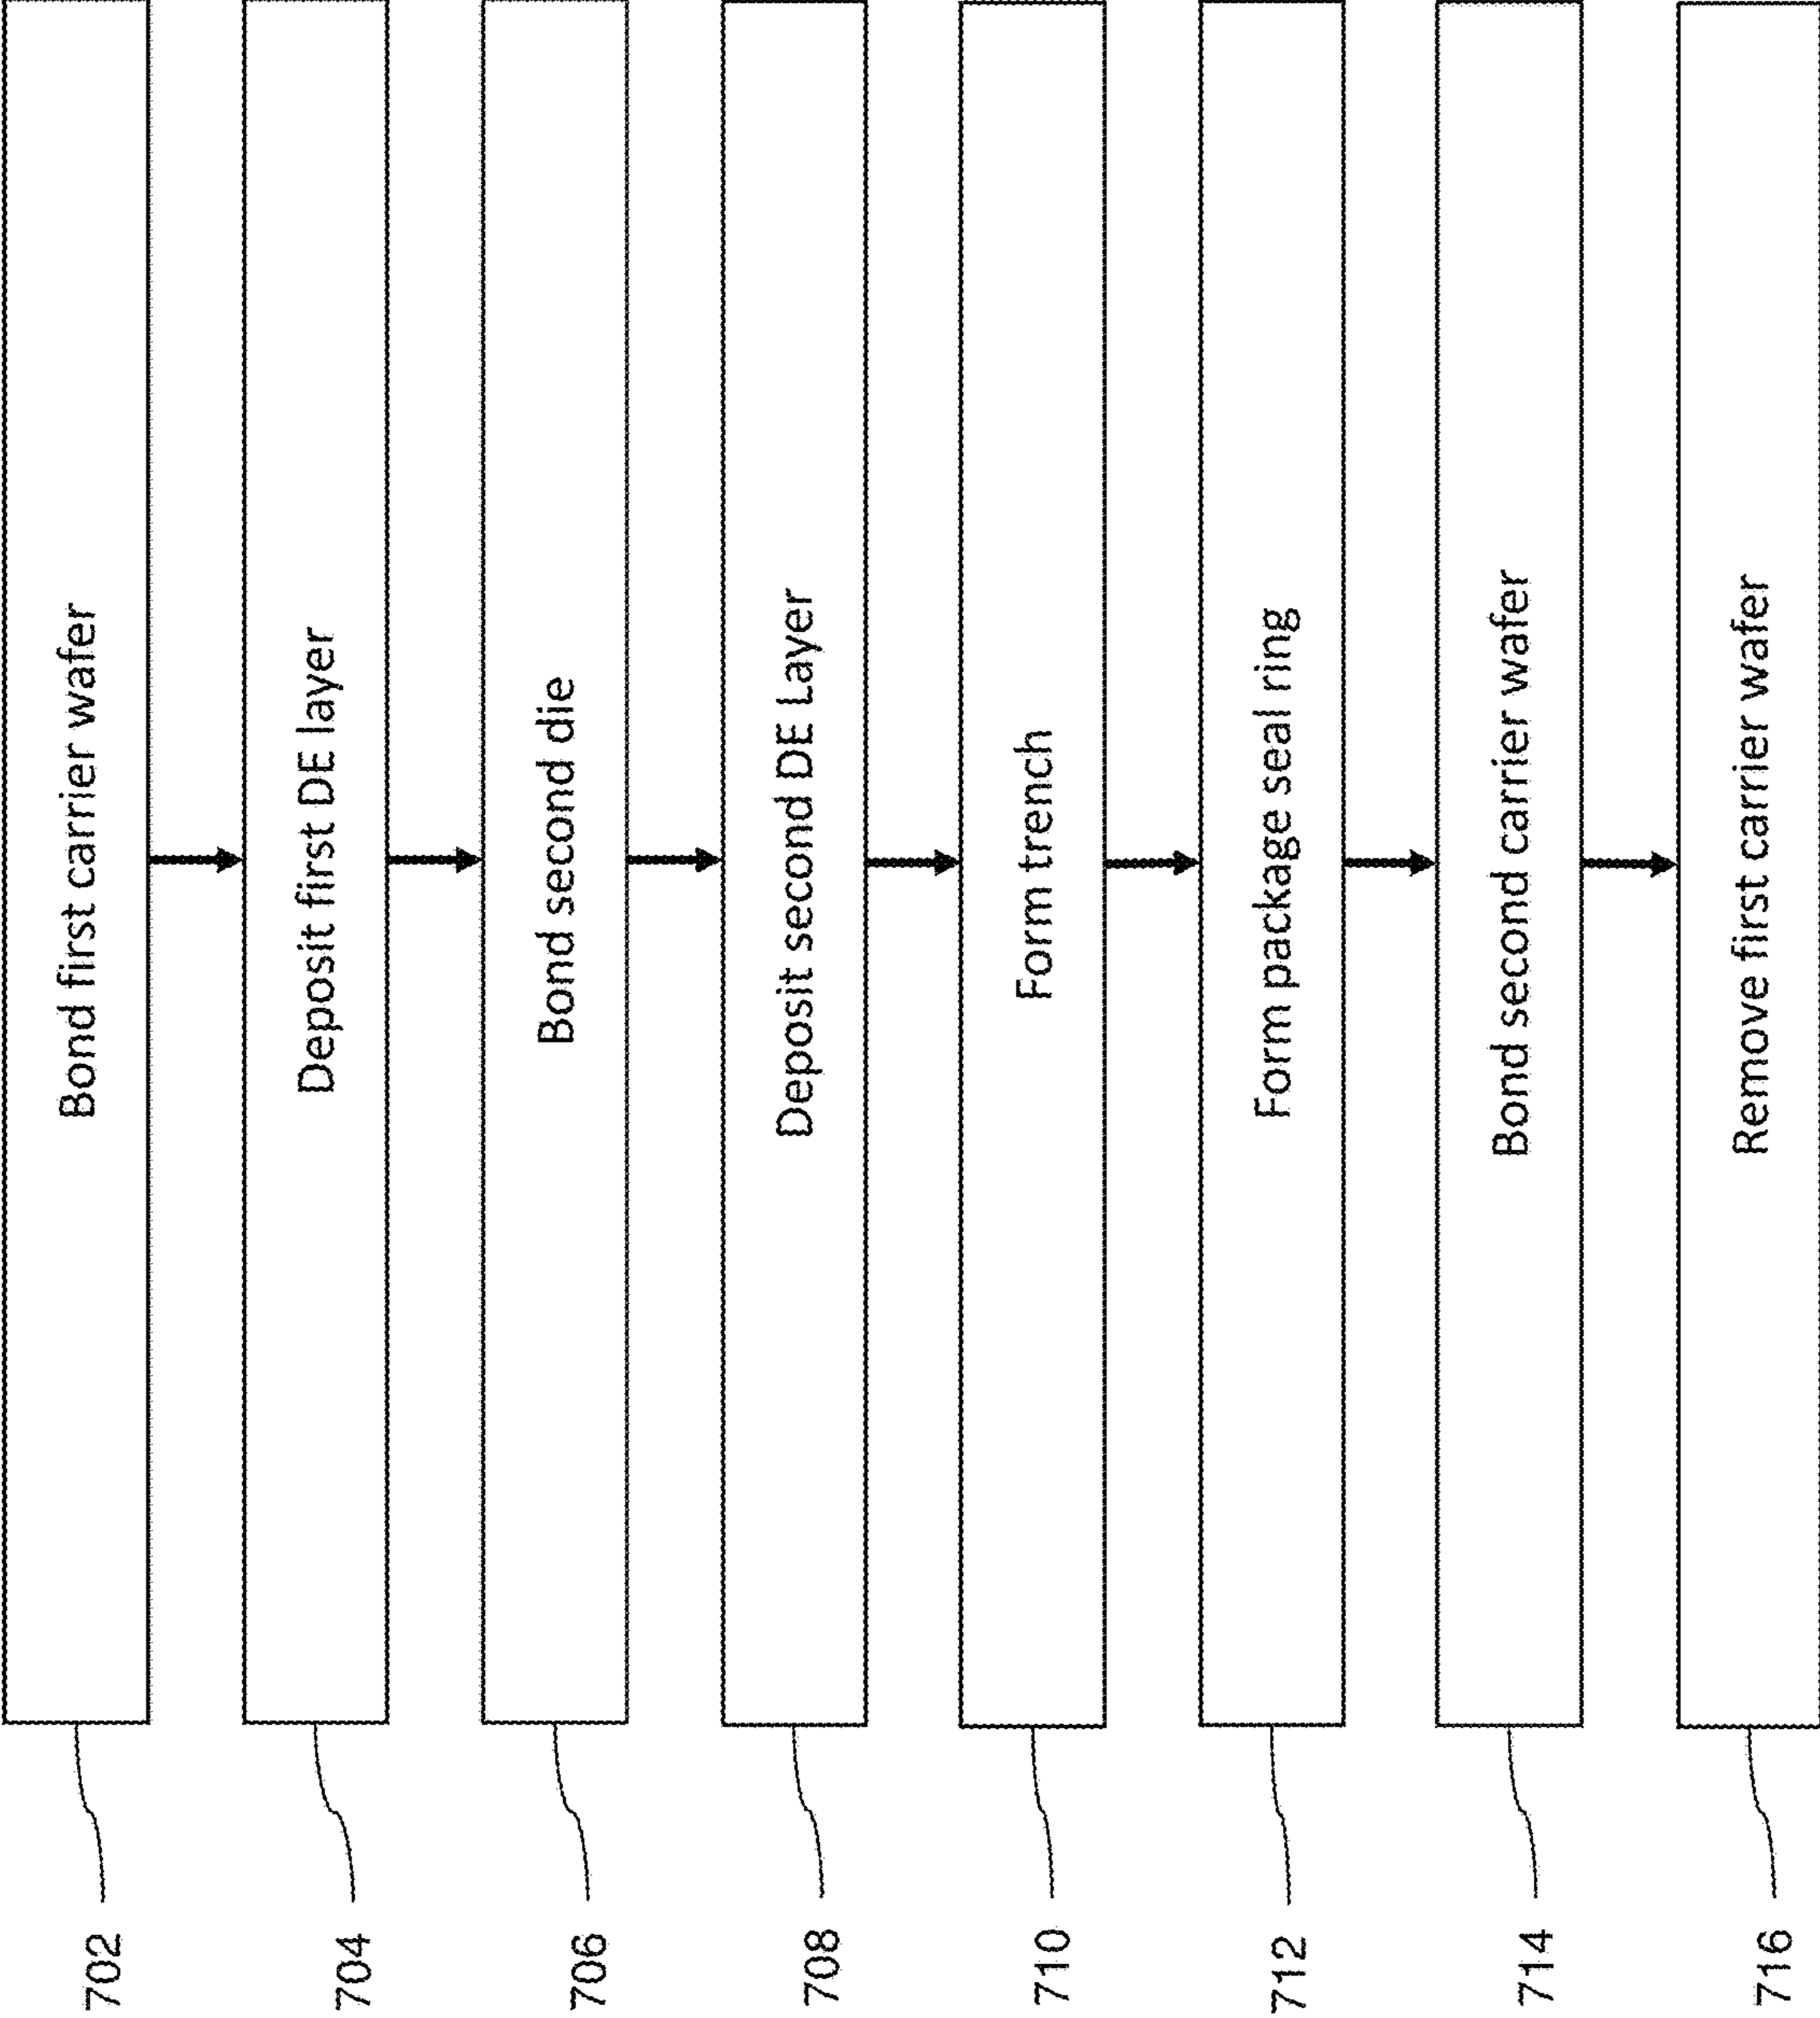 702
Bond first carrier wafer
704
Deposit first DE layer
706
Bond second die
708
Deposit second DE Layer
710
Form trench
712
Form package seal ring
714
Bond second carrier wafer
716
Remove first carrier wafer